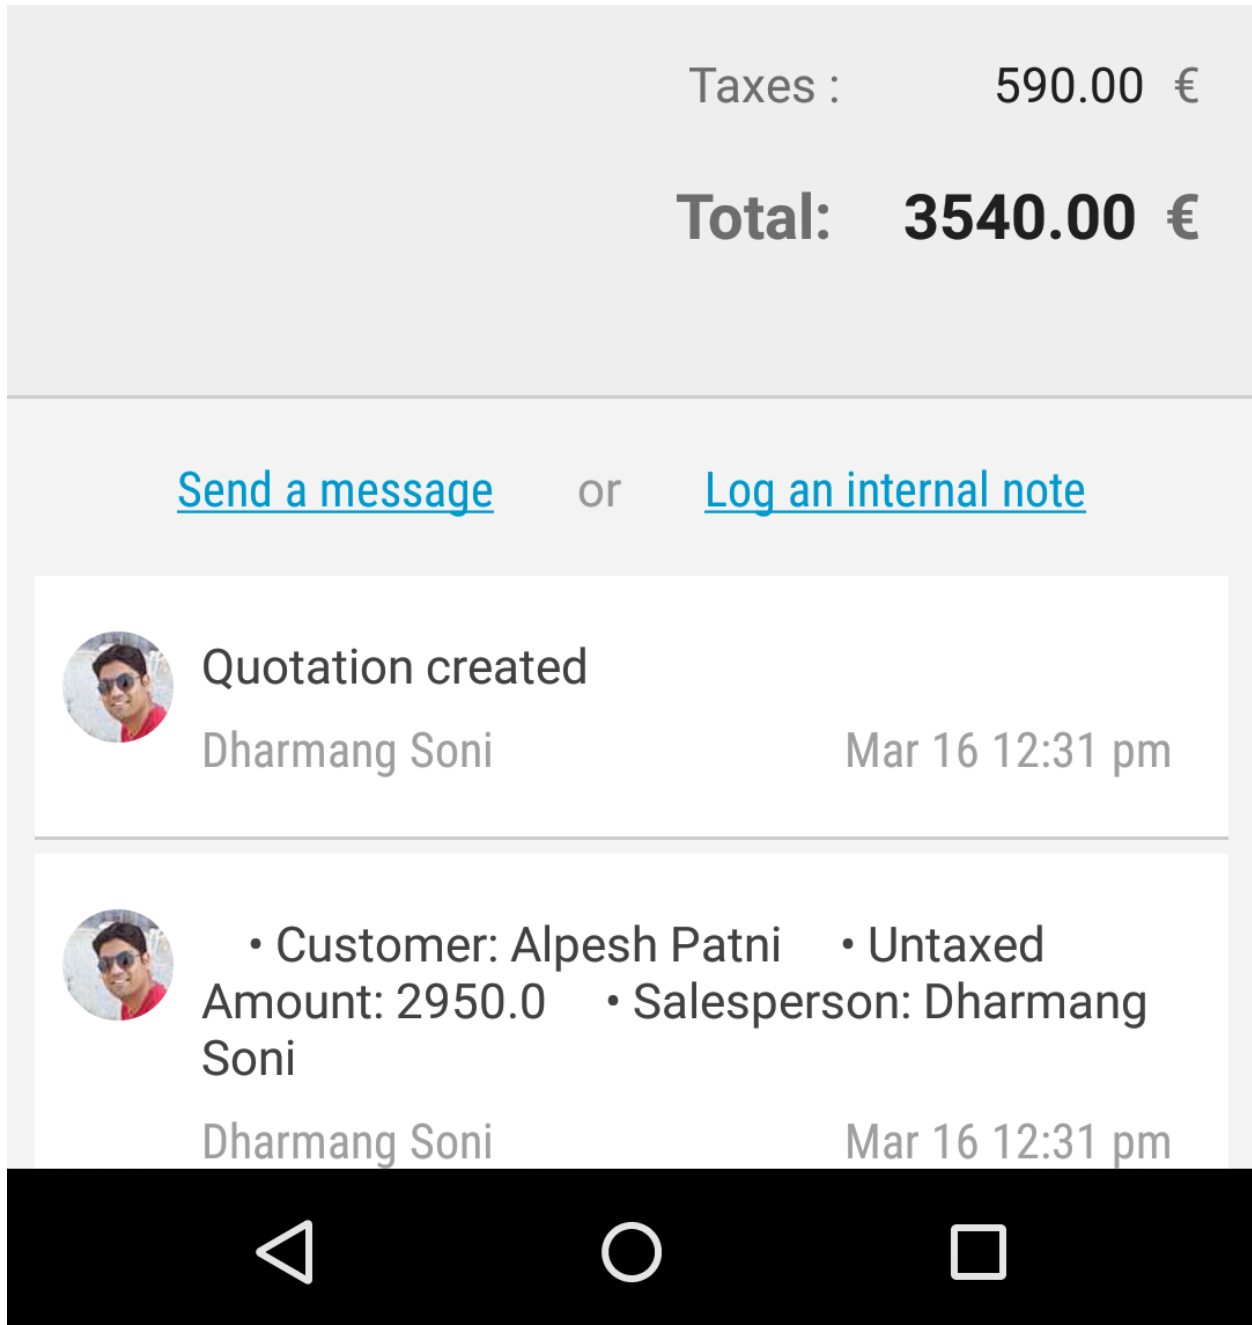 Taxes : 590.00 €
Total: 3540.00 €
Send a message or Log an internal note
Quotation created
Dharmang Soni Mar 16 12:31 pm
• Customer: Alpesh Patni • Untaxed
Amount: 2950.0 • Salesperson: Dharmang
Soni
Dharmang Soni Mar 16 12:31 pm